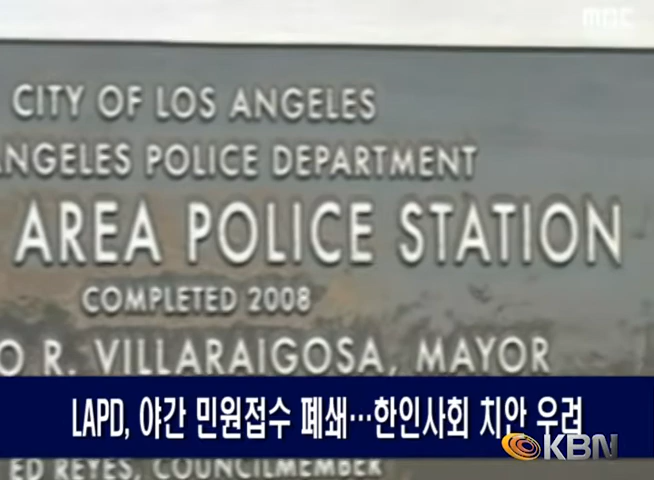 MBC
CITY OF LOS ANGELES
ANGELES POLICE DEPARTMENT
AREA POLICE STATION
COMPLETED 2008
O R. VILLARAIGOSA, MAYOR
LAPD, 야간 민원접수 폐쇄···한인사회 치안 우려
KBN
ED REYES, COUNCILMEMBER